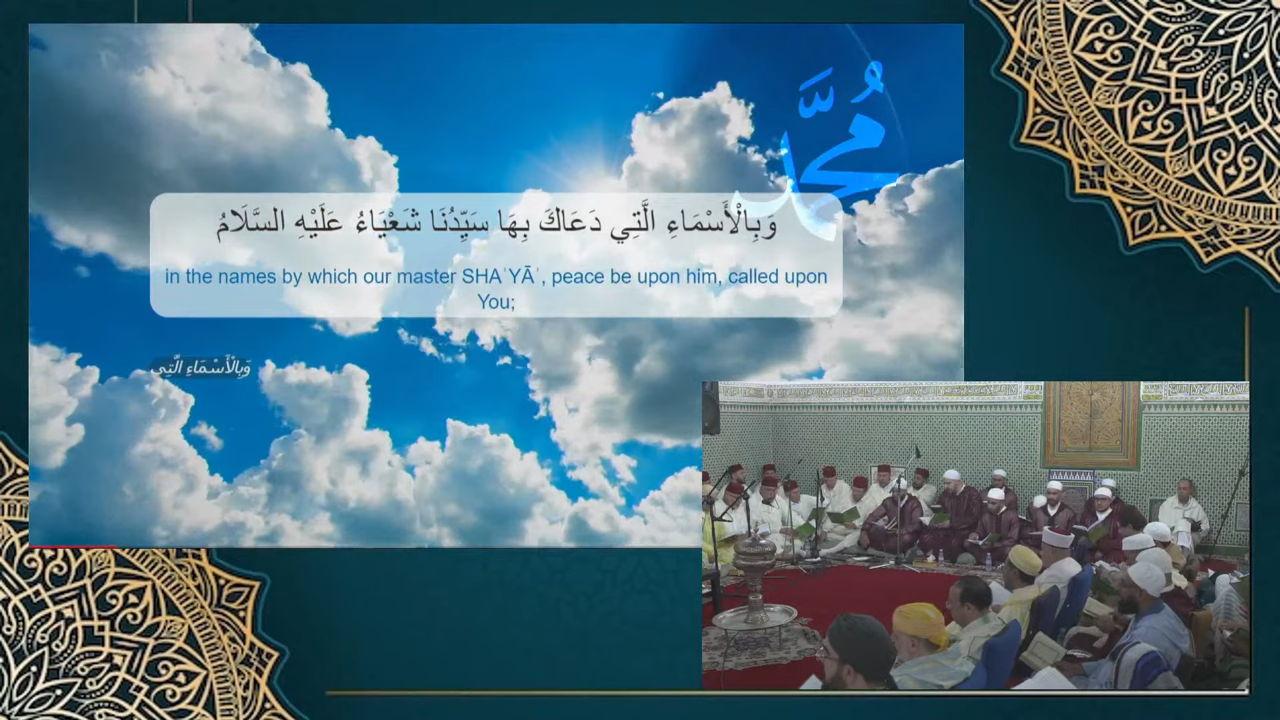 مُحَمَّد
وَبِالْأَسْمَاءِ الَّتِي دَعَاكَ بِهَا سَيِّدُنَا شَعْيَاءُ عَلَيْهِ السَّلَامُ
in the names by which our master SHAʿYĀʾ, peace be upon him, called upon
You;
وَبِالْأَسْمَاءِ الَّتِي